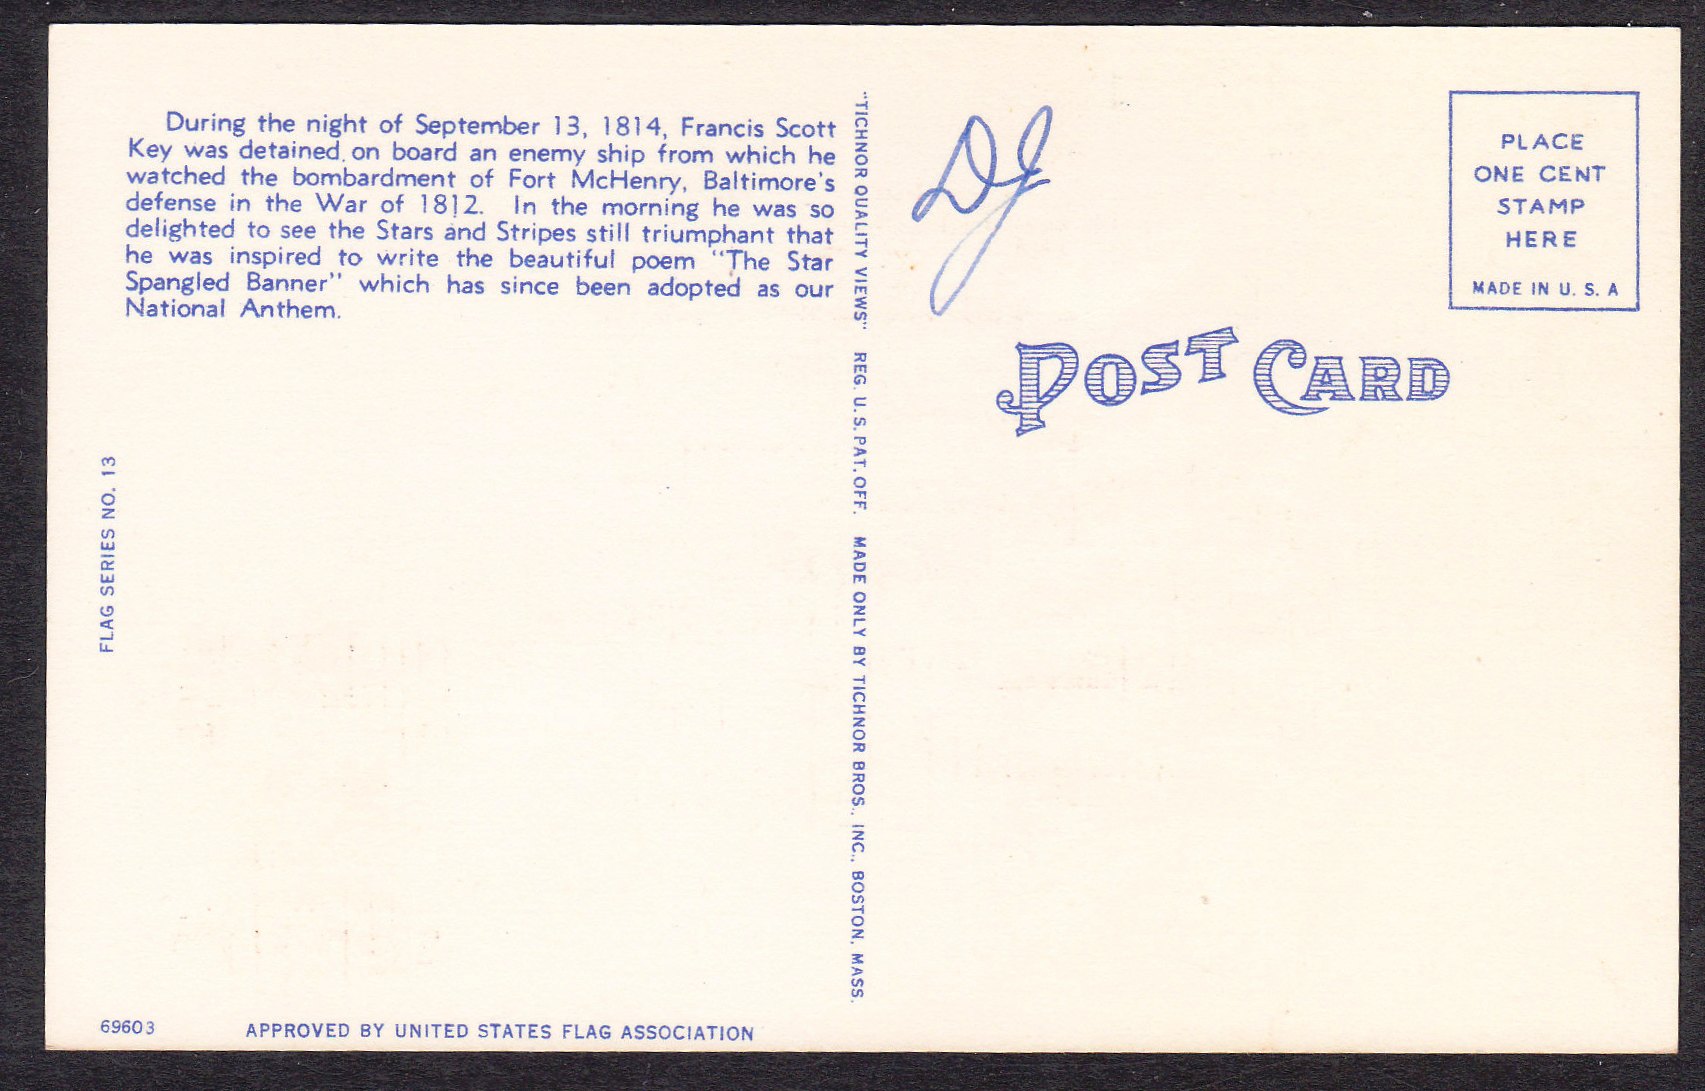 During the night of September 13, 1814, Francis Scott
Key was detained on board an enemy ship from which he
watched the bombardment of Fort McHenry, Baltimore's
defense in the War of 1812. In the morning he was so
delighted to see the Stars and Stripes still triumphant that
he was inspired to write the beautiful poem "The Star
Spangled Banner" which has since been adopted as our
National Anthem.
FLAG SERIES NO. 13
69603
APPROVED BY UNITED STATES FLAG ASSOCIATION
"TICHNOR QUALITY VIEWS" REG. U.S. PAT. OFF. MADE ONLY BY TICHNOR BROS., INC., BOSTON, MASS.
PLACE
ONE CENT
STAMP
HERE
MADE IN U. S. A
POST CARD